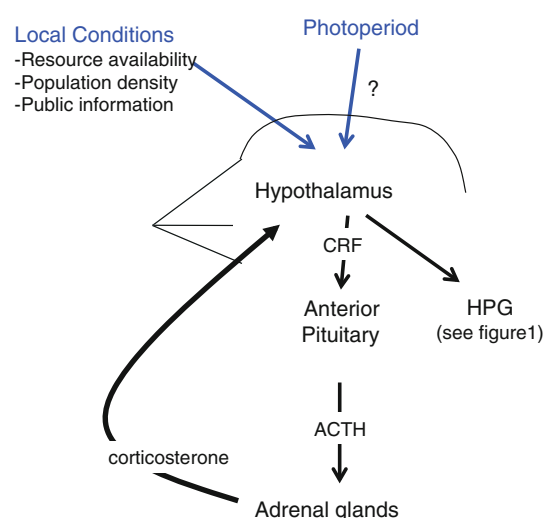 Local Conditions
-Resource availability
-Population density
-Public information
Photoperiod
?
Hypothalamus
CRF
Anterior
Pituitary
HPG
(see figure1)
ACTH
corticosterone
Adrenal glands